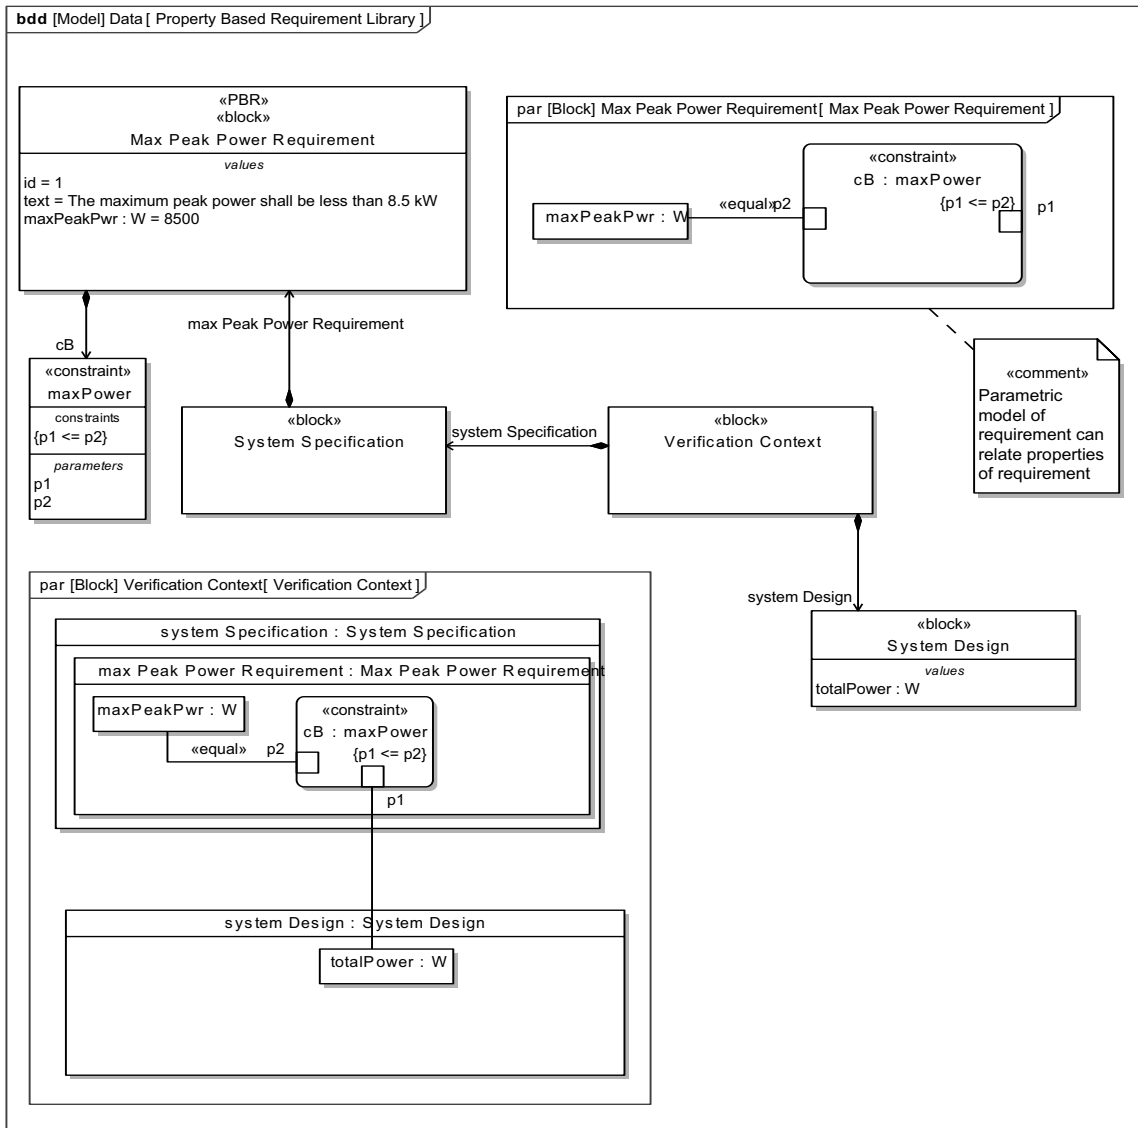 bdd [Model] Data [ Property Based Requirement Library ]
«PBR»
«block»
Max Peak Power Requirement
values
id = 1
text = The maximum peak power shall be less than 8.5 kW
maxPeakPwr : W = 8500
par [Block] Max Peak Power Requirement[ Max Peak Power Requirement ]
«constraint»
cB : maxPower
{p1 <= p2}
maxPeakPwr : W
«equal»
p2
p1
max Peak Power Requirement
cB
«constraint»
maxPower
constraints
{p1 <= p2}
parameters
p1
p2
«block»
System Specification
system Specification
«block»
Verification Context
«comment»
Parametric
model of
requirement can
relate properties
of requirement
system Design
«block»
System Design
values
totalPower : W
par [Block] Verification Context[ Verification Context ]
system Specification : System Specification
max Peak Power Requirement : Max Peak Power Requirement
maxPeakPwr : W
«constraint»
cB : maxPower
{p1 <= p2}
«equal»
p2
p1
system Design : System Design
totalPower : W